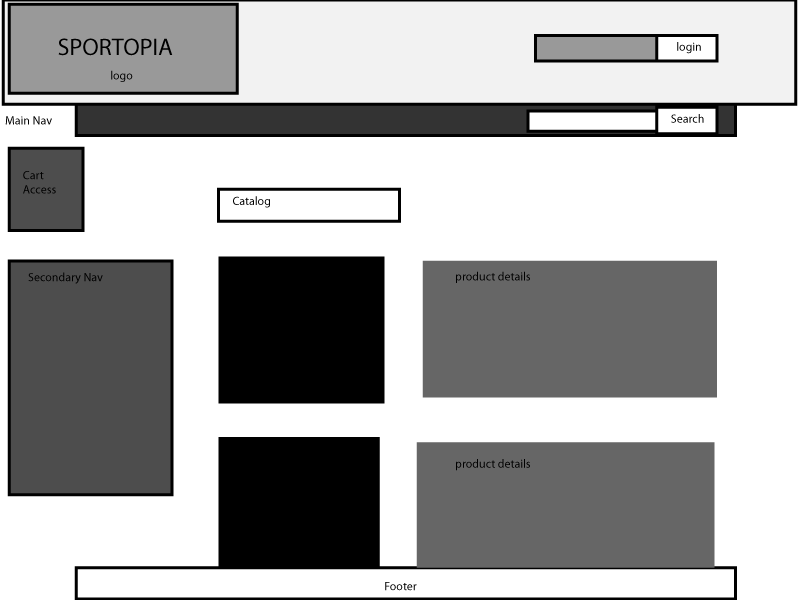 SPORTOPIA
logo
login
Main Nav
Search
Cart
Access
Catalog
Secondary Nav
product details
product details
Footer